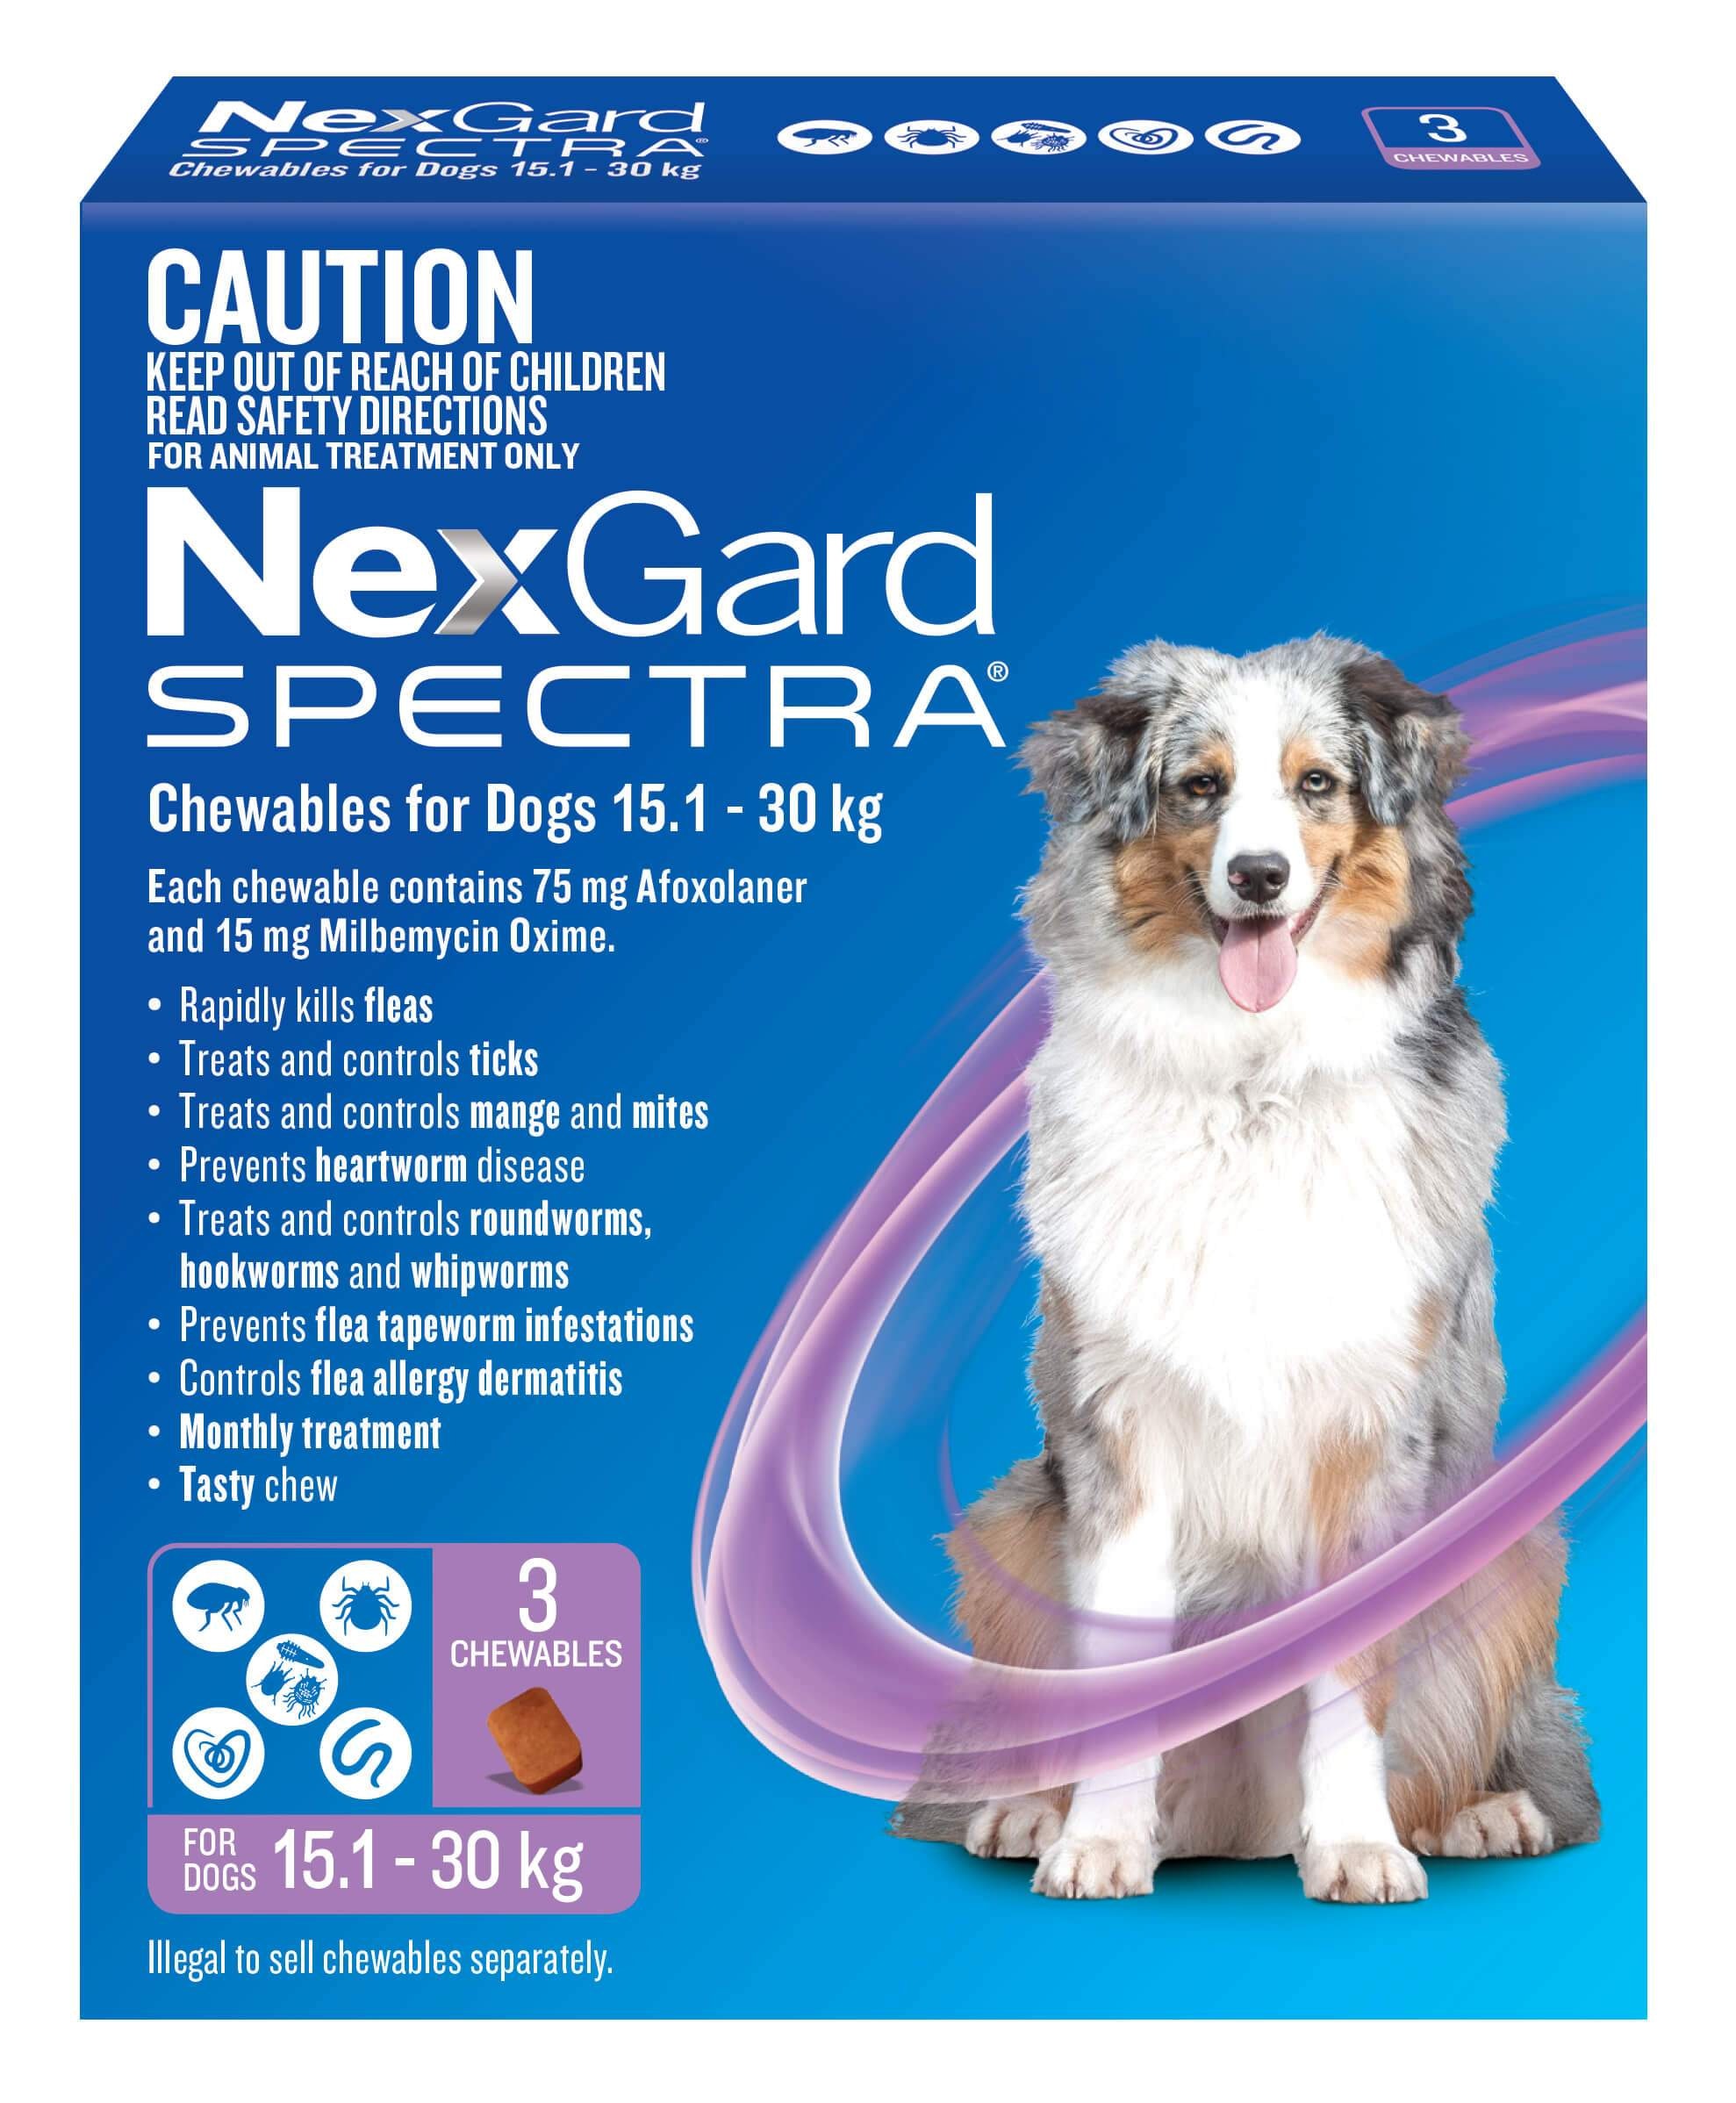 NexGard
SPECTRA®
Chewables for Dogs 15.1 - 30 kg
3
CHEWABLES
CAUTION
KEEP OUT OF REACH OF CHILDREN
READ SAFETY DIRECTIONS
FOR ANIMAL TREATMENT ONLY
NexGard
SPECTRA®
Chewables for Dogs 15.1 - 30 kg
Each chewable contains 75 mg Afoxolaner
and 15 mg Milbemycin Oxime.
• Rapidly kills fleas
• Treats and controls ticks
• Treats and controls mange and mites
• Prevents heartworm disease
• Treats and controls roundworms,
hookworms and whipworms
• Prevents flea tapeworm infestations
• Controls flea allergy dermatitis
• Monthly treatment
• Tasty chew
3
CHEWABLES
FOR
DOGS 15.1 - 30 kg
Illegal to sell chewables separately.